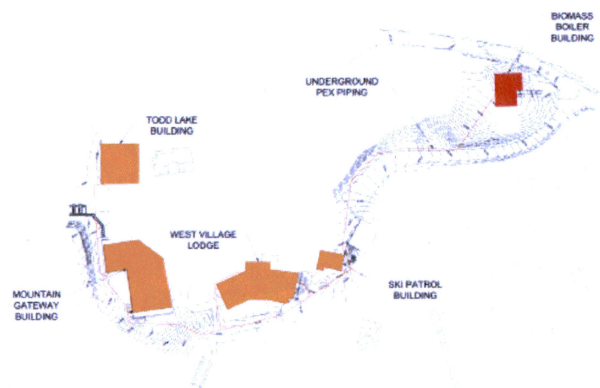 BIOMASS
BOILER
BUILDING
UNDERGROUND
PEX PIPING
TODD LAKE
BUILDING
WEST VILLAGE
LODGE
MOUNTAIN
GATEWAY
BUILDING
SKI PATROL
BUILDING